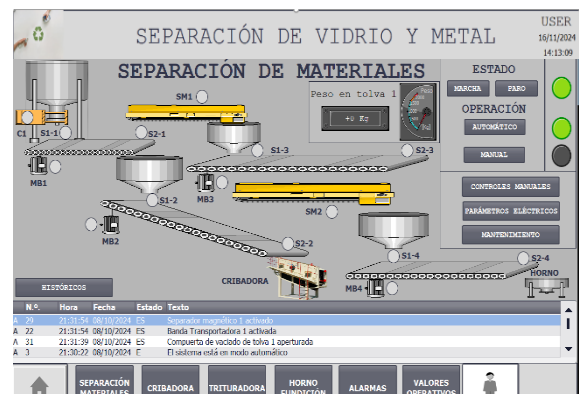 SEPARACIÓN DE VIDRIO Y METAL
USER
16/11/2024
14:13:09
SEPARACIÓN DE MATERIALES
ESTADO
MARCHA PARO
OPERACIÓN
AUTOMÁTICO
MANUAL
CONTROLES MANUALES
PARÁMETROS ELÉCTRICOS
MANTENIMIENTO
Peso en tolva 1
+0 Kg
Peso
SM1
C1 S1-1 S2-1
S1-3 S2-3
MB1
S1-2
MB3
SM2
MB2
S2-2
S1-4 S2-4
CRIBADORA
HORNO
MB4
HISTÓRICOS
N.º. Hora Fecha Estado Texto
A 29 21:31:54 08/10/2024 ES Separador magnético 1 activado
A 22 21:31:54 08/10/2024 ES Banda Transportadora 1 activada
A 31 21:31:39 08/10/2024 ES Compuerta de vaciado de tolva 1 aperturada
A 3 21:30:22 08/10/2024 E El sistema está en modo automático
SEPARACIÓN
MATERIALES
CRIBADORA
TRITURADORA
HORNO
FUNDICIÓN
ALARMAS
VALORES
OPERATIVOS